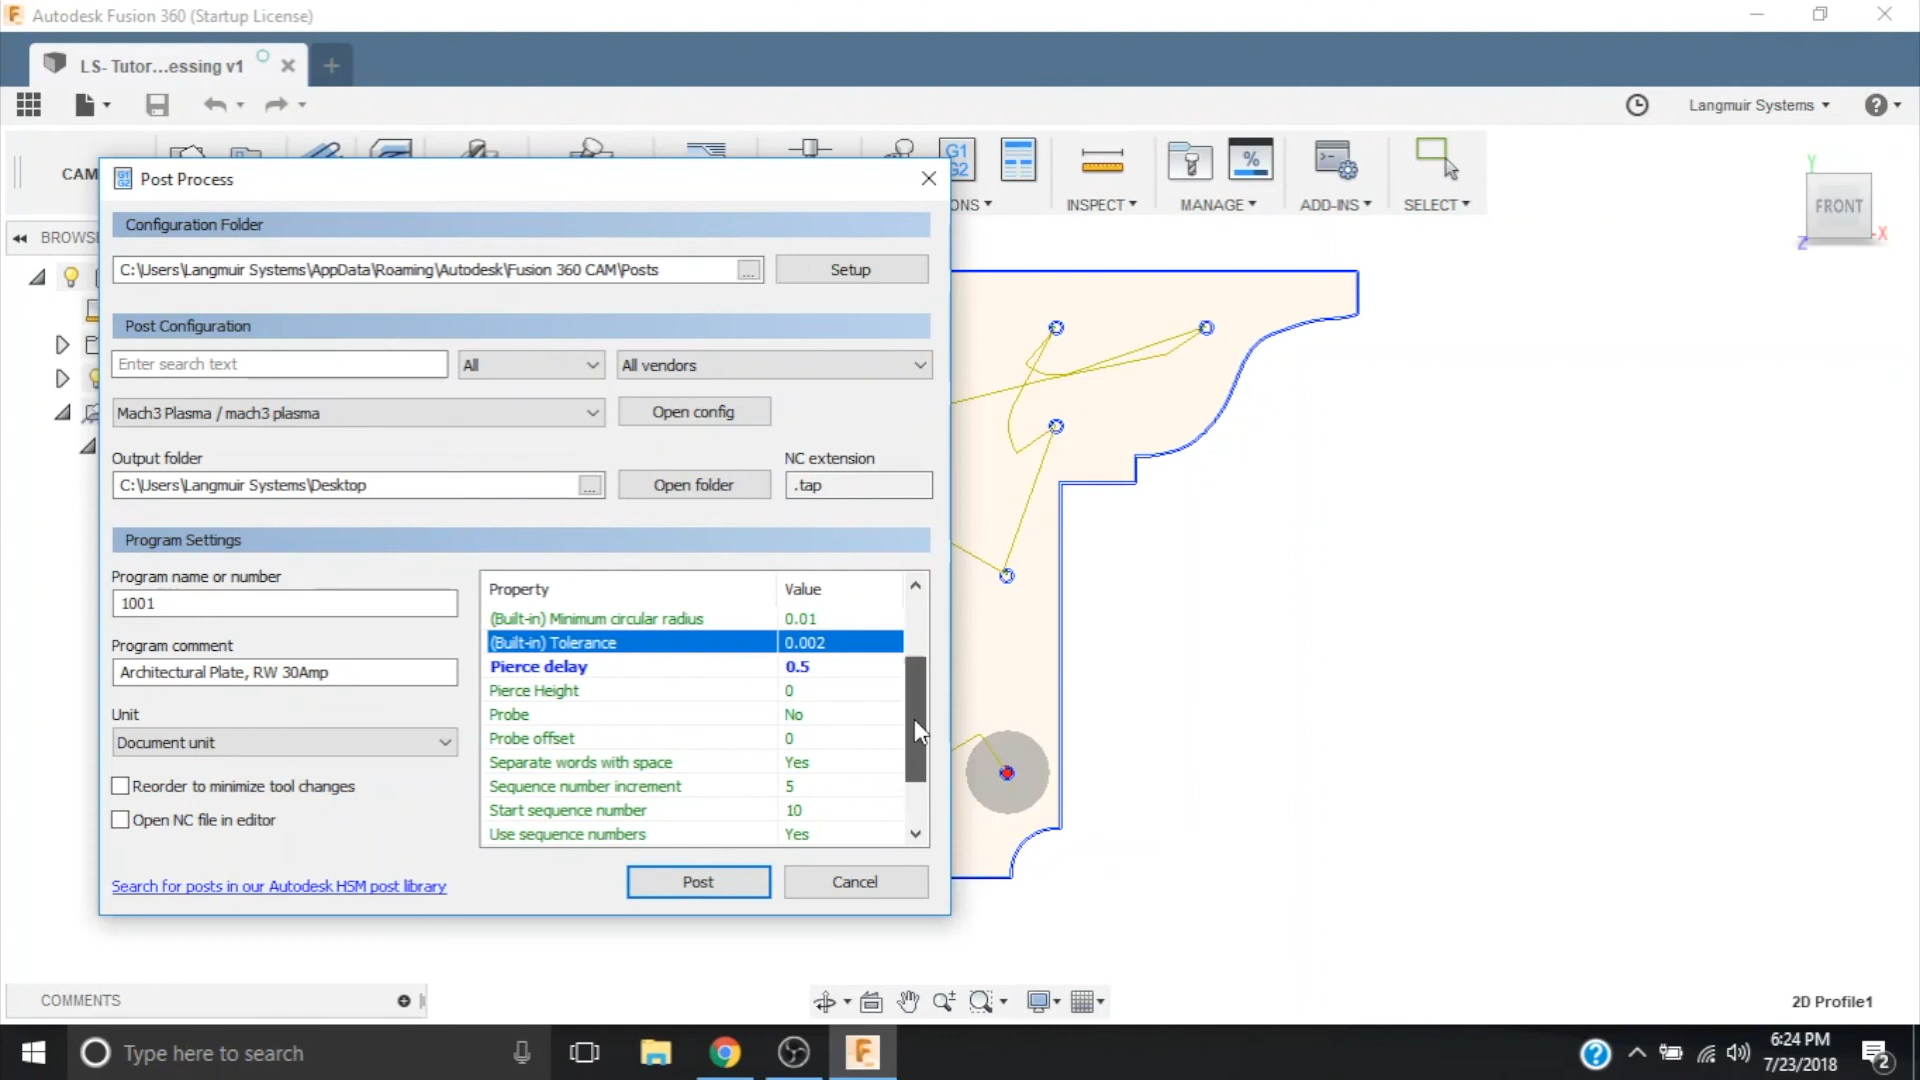 Autodesk Fusion 360 (Startup License)
LS- Tutor...essing v1
Langmuir Systems
CAM
ONS
INSPECT
MANAGE
ADD-INS
SELECT
G1
G2
%
Y
FRONT
X
Z
BROWS
Post Process
Configuration Folder
C:\Users\Langmuir Systems\AppData\Roaming\Autodesk\Fusion 360 CAM\Posts
...
Setup
Post Configuration
Enter search text
All
All vendors
Mach3 Plasma / mach3 plasma
Open config
Output folder
NC extension
C:\Users\Langmuir Systems\Desktop
...
Open folder
.tap
Program Settings
Program name or number
1001
Program comment
Architectural Plate, RW 30Amp
Unit
Document unit
Reorder to minimize tool changes
Open NC file in editor
Property Value
(Built-in) Minimum circular radius 0.01
(Built-in) Tolerance 0.002
Pierce delay 0.5
Pierce Height 0
Probe No
Probe offset 0
Separate words with space Yes
Sequence number increment 5
Start sequence number 10
Use sequence numbers Yes
Search for posts in our Autodesk HSM post library
Post
Cancel
COMMENTS
2D Profile1
Type here to search
6:24 PM
7/23/2018
2